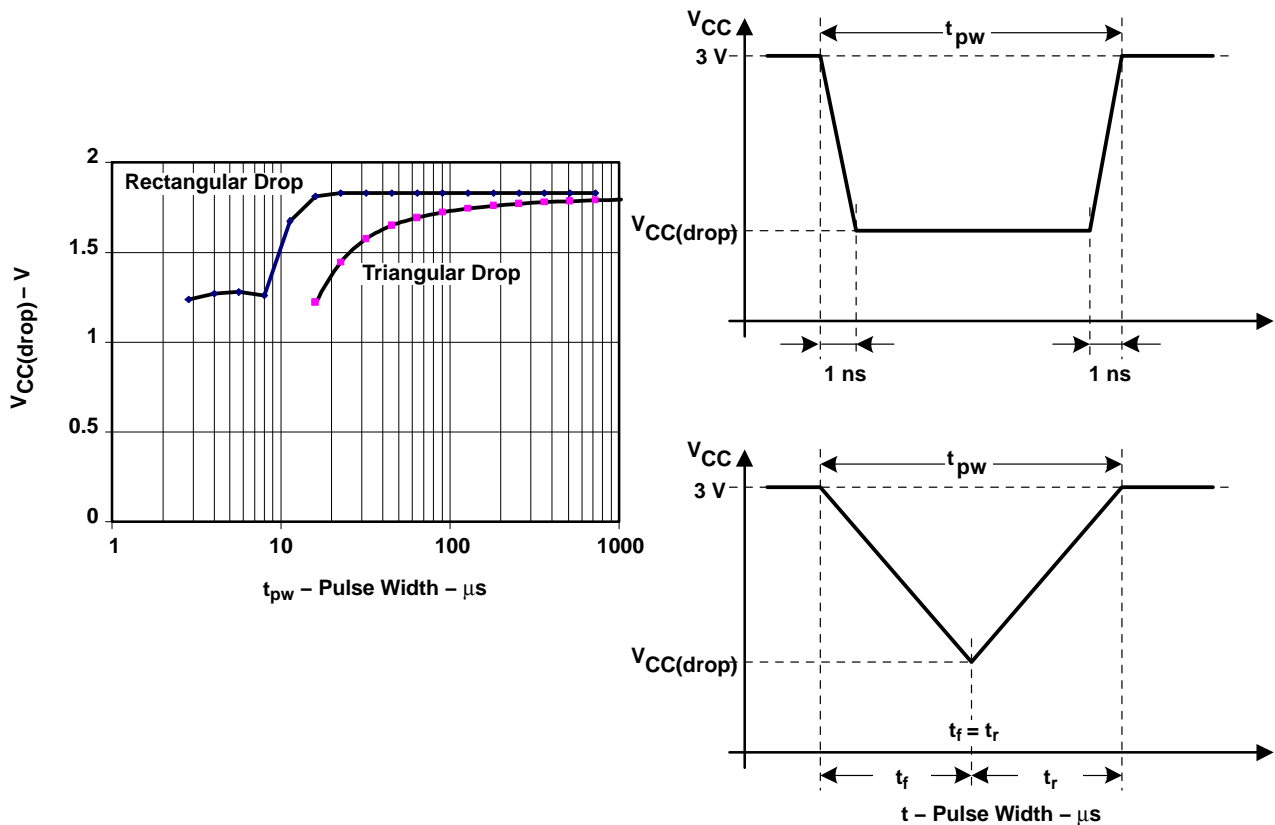 2
1.5
1
0.5
0
Rectangular Drop
Triangular Drop
VCC(drop) – V
1
10
100
1000
tpw – Pulse Width – μs
VCC
tpw
3 V
VCC(drop)
1 ns
1 ns
VCC
tpw
3 V
VCC(drop)
tf = tr
tf
tr
t – Pulse Width – μs